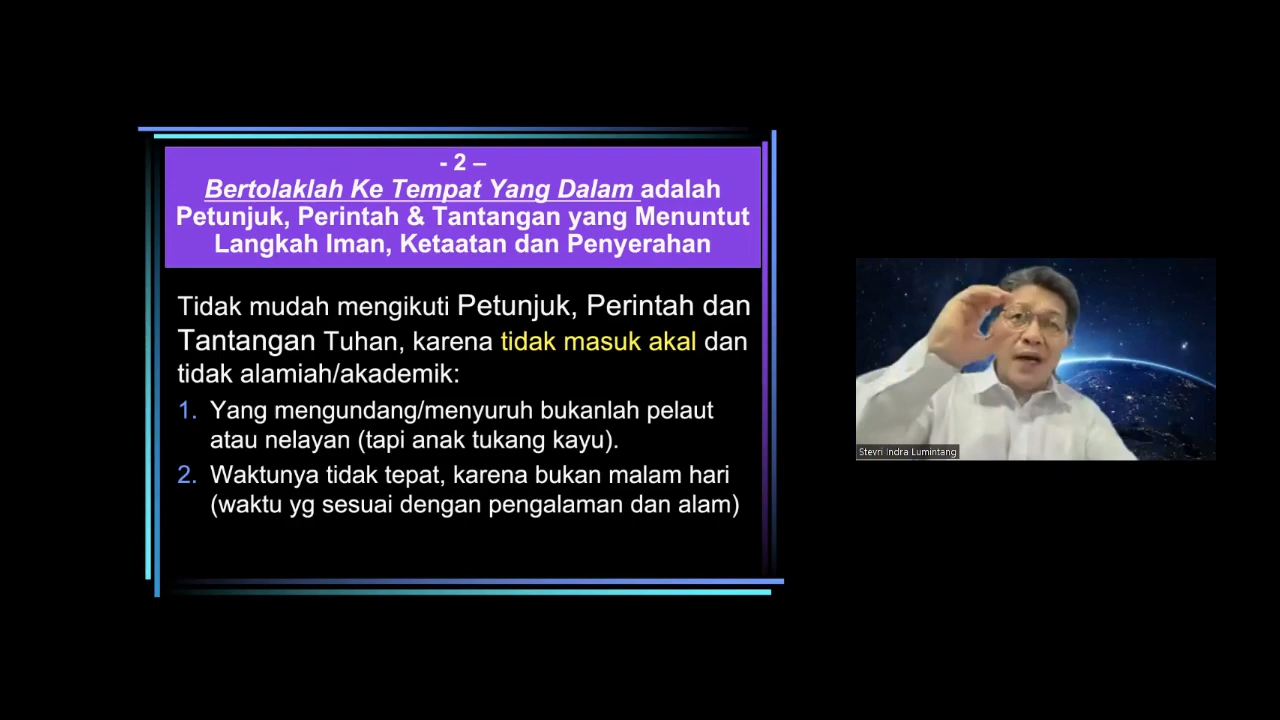 - 2 –
Bertolaklah Ke Tempat Yang Dalam adalah
Petunjuk, Perintah & Tantangan yang Menuntut
Langkah Iman, Ketaatan dan Penyerahan
Tidak mudah mengikuti Petunjuk, Perintah dan
Tantangan Tuhan, karena tidak masuk akal dan
tidak alamiah/akademik:
1. Yang mengundang/menyuruh bukanlah pelaut
atau nelayan (tapi anak tukang kayu).
2. Waktunya tidak tepat, karena bukan malam hari
(waktu yg sesuai dengan pengalaman dan alam)
Stevri Indra Lumintang